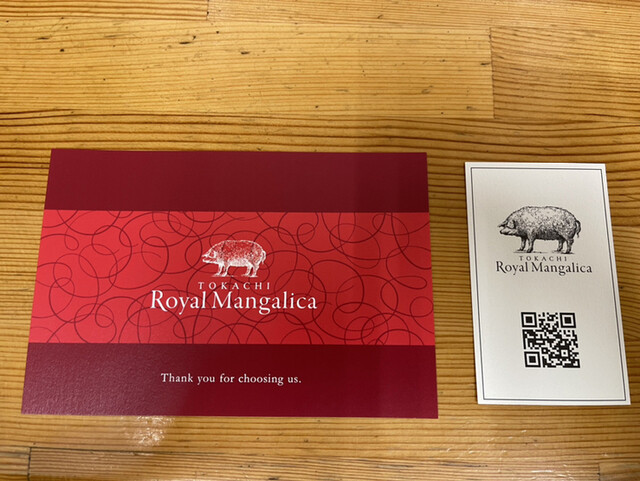 TOKACHI
Royal Mangalica
Thank you for choosing us.
TOKACHI
Royal Mangalica